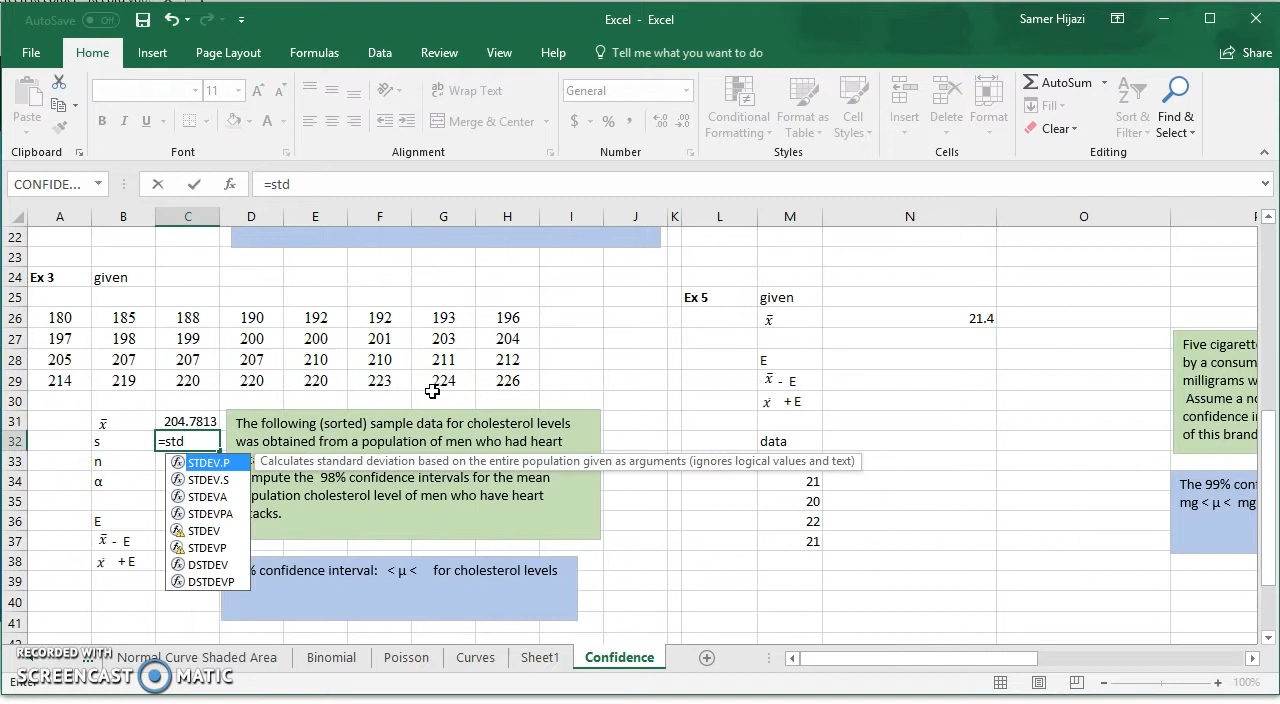 AutoSave Off Excel - Excel Samer Hijazi
File Home Insert Page Layout Formulas Data Review View Help Tell me what you want to do Share
Paste 11 Wrap Text General Conditional Format as Cell Insert Delete Format AutoSum Sort & Find &
B I U Merge & Center $ % , Formatting Table Styles Fill Filter Select
Clear
Clipboard Font Alignment Number Styles Cells Editing
CONFIDE... fx =std
A B C D E F G H I J K L M N O
22
23
24 Ex 3 given
25 Ex 5 given
26 180 185 188 190 192 192 193 196 x̄ 21.4
27 197 198 199 200 200 201 203 204
28 205 207 207 207 210 210 211 212 E
29 214 219 220 220 220 223 224 226 x̄ - E
30 x̄ + E
31 x̄ 204.7813
32 s =std data
33 n
34 α 21
35 20
36 E 22
37 x̄ - E 21
38 + E
39
40
41
The following (sorted) sample data for cholesterol levels
was obtained from a population of men who had heart
compute the 98% confidence intervals for the mean
population cholesterol level of men who have heart
attacks.
% confidence interval: < μ < for cholesterol levels
STDEV.P Calculates standard deviation based on the entire population given as arguments (ignores logical values and text)
STDEV.S
STDEVA
STDEVPA
STDEV
STDEVP
DSTDEV
DSTDEVP
Five cigarett
by a consum
milligrams w
Assume a no
confidence i
of this brand
The 99% conf
mg < μ < mg
Normal Curve Shaded Area Binomial Poisson Curves Sheet1 Confidence
RECORDED WITH
SCREENCAST MATIC
Enter 100%